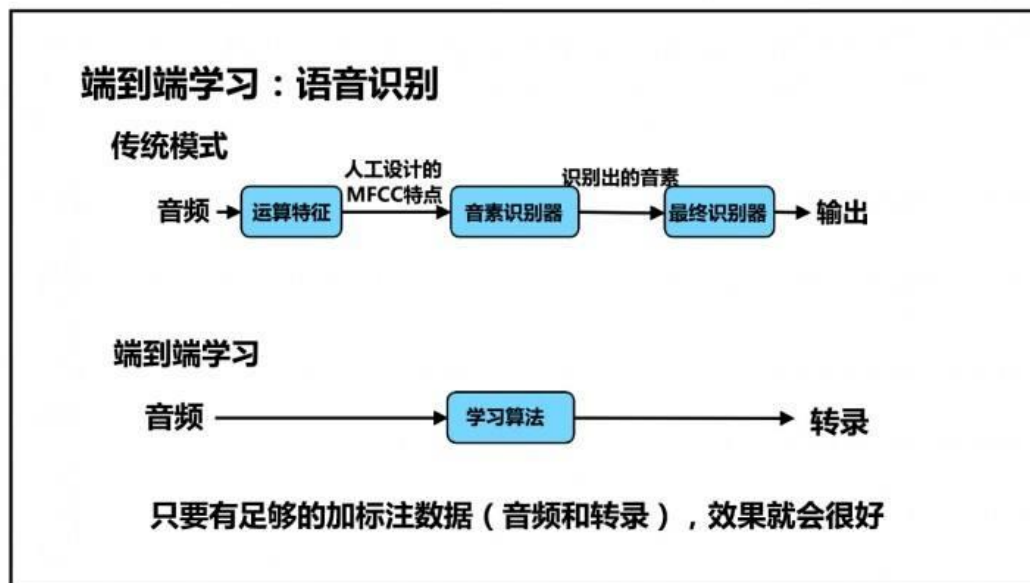 端到端学习：语音识别
传统模式
人工设计的
MFCC特点
识别出的音素
音频
运算特征
音素识别器
最终识别器
输出
端到端学习
音频
学习算法
转录
只要有足够的加标注数据（音频和转录），效果就会很好